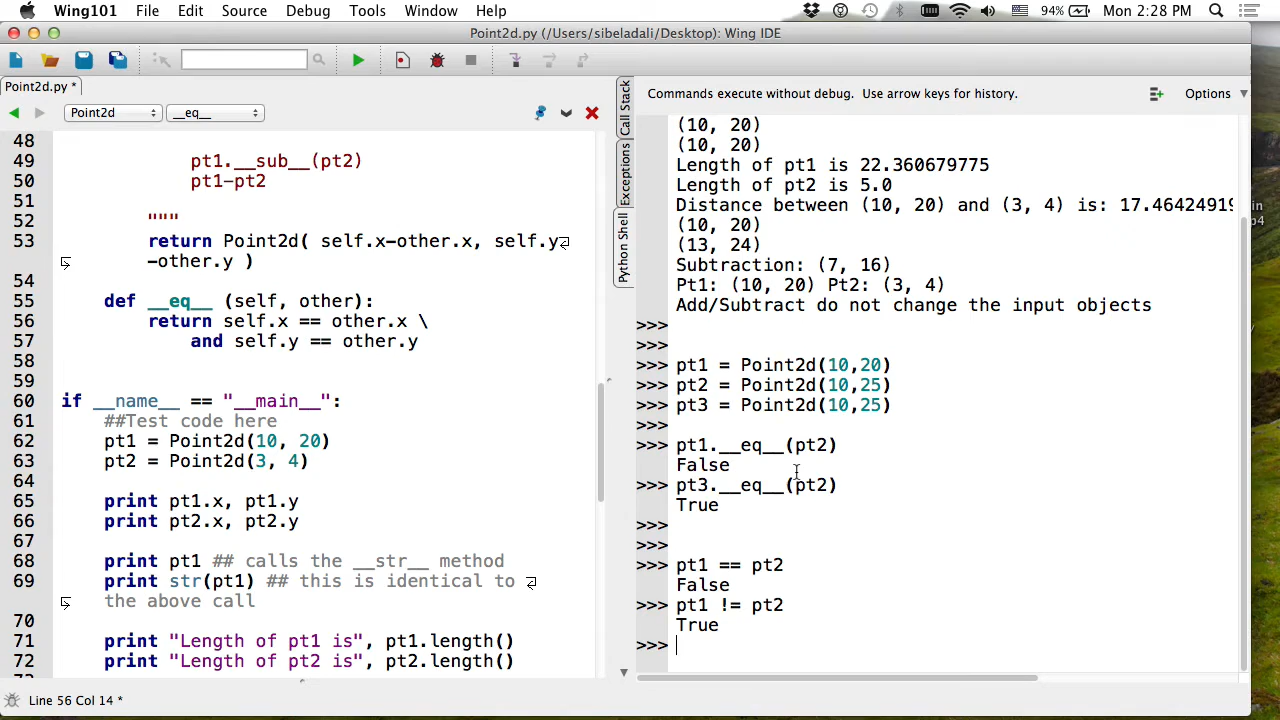 Wing101 File Edit Source Debug Tools Window Help 94% Mon 2:28 PM
Point2d.py (/Users/sibeladali/Desktop): Wing IDE
Point2d.py *
Point2d __eq__
48
49 pt1.__sub__(pt2)
50 pt1-pt2
51
52 """
53 return Point2d( self.x-other.x, self.y
-other.y )
54
55 def __eq__ (self, other):
56 return self.x == other.x \
57 and self.y == other.y
58
59
60 if __name__ == "__main__":
61 ##Test code here
62 pt1 = Point2d(10, 20)
63 pt2 = Point2d(3, 4)
64
65 print pt1.x, pt1.y
66 print pt2.x, pt2.y
67
68 print pt1 ## calls the __str__ method
69 print str(pt1) ## this is identical to
the above call
70
71 print "Length of pt1 is", pt1.length()
72 print "Length of pt2 is", pt2.length()
Line 56 Col 14 *
Call Stack
Exceptions
Python Shell
Commands execute without debug. Use arrow keys for history. Options
(10, 20)
(10, 20)
Length of pt1 is 22.360679775
Length of pt2 is 5.0
Distance between (10, 20) and (3, 4) is: 17.46424919
(10, 20)
(13, 24)
Subtraction: (7, 16)
Pt1: (10, 20) Pt2: (3, 4)
Add/Subtract do not change the input objects
>>>
>>>
>>> pt1 = Point2d(10,20)
>>> pt2 = Point2d(10,25)
>>> pt3 = Point2d(10,25)
>>>
>>> pt1.__eq__(pt2)
False
>>> pt3.__eq__(pt2)
True
>>>
>>>
>>> pt1 == pt2
False
>>> pt1 != pt2
True
>>>
in
p4